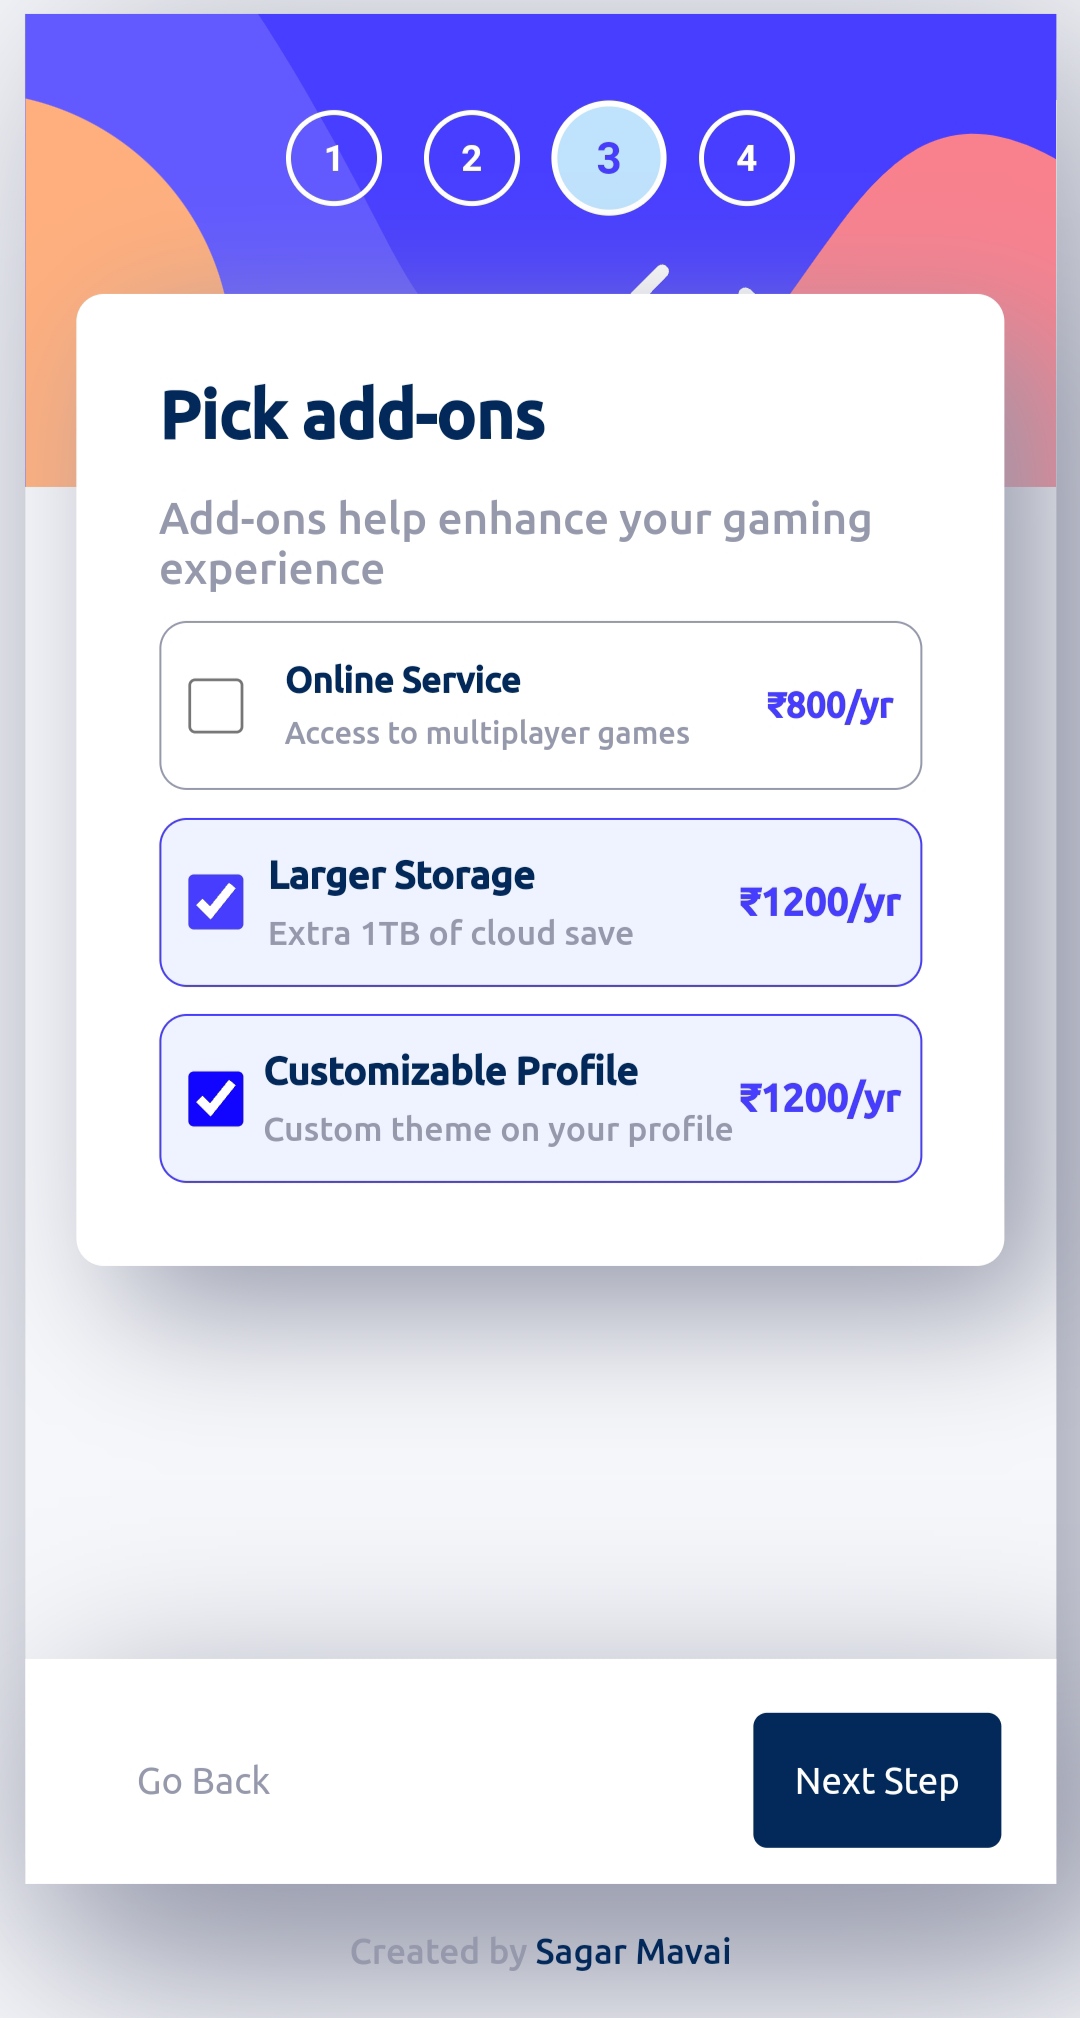 1 2 3 4
Pick add-ons
Add-ons help enhance your gaming
experience
Online Service
Access to multiplayer games
₹800/yr
Larger Storage
Extra 1TB of cloud save
₹1200/yr
Customizable Profile
Custom theme on your profile
₹1200/yr
Go Back
Next Step
Created by Sagar Mavai